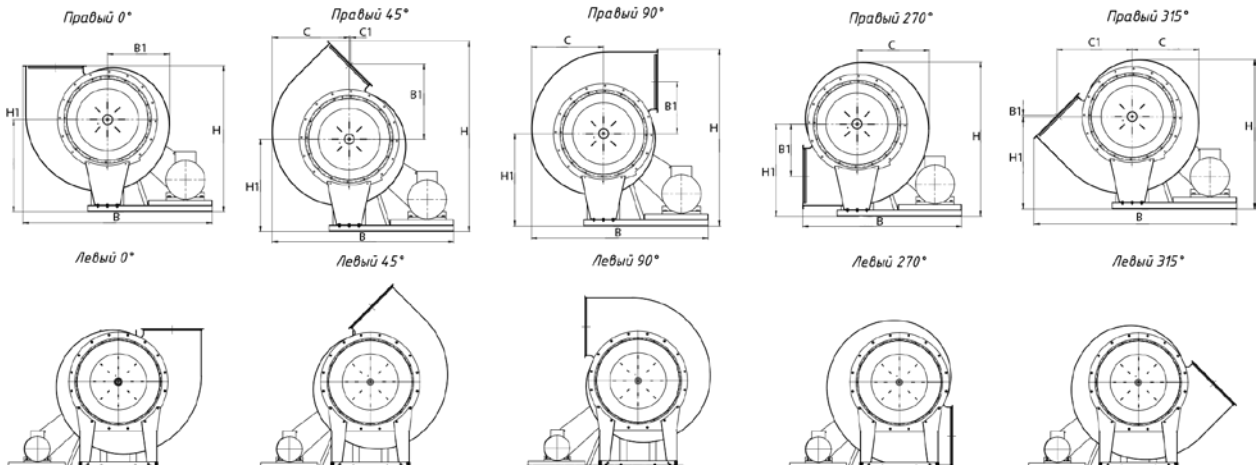 Правый 0°
Правый 45°
Правый 90°
Правый 270°
Правый 315°
B1
H1
H
B
C
C1
B1
H1
H
B
C
B1
H1
H
B
C
B1
H1
H
B
C1
C
B1
H1
B
Левый 0°
Левый 45°
Левый 90°
Левый 270°
Левый 315°